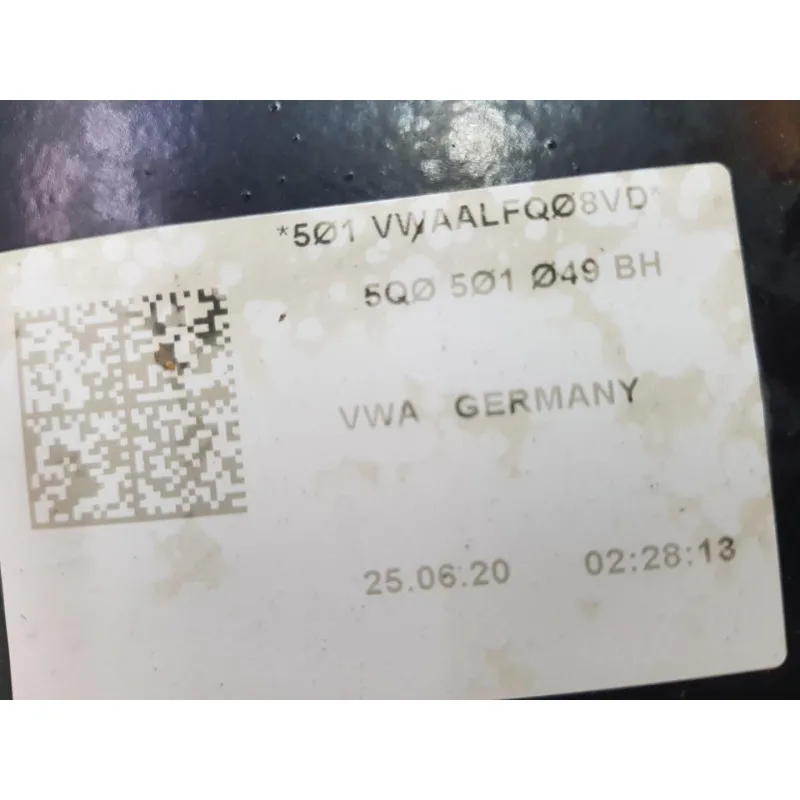 *5Ø1 VWAALFQØ8VD*
5QØ 5Ø1 Ø49 BH
VWA GERMANY
25.06.20 02:28:13